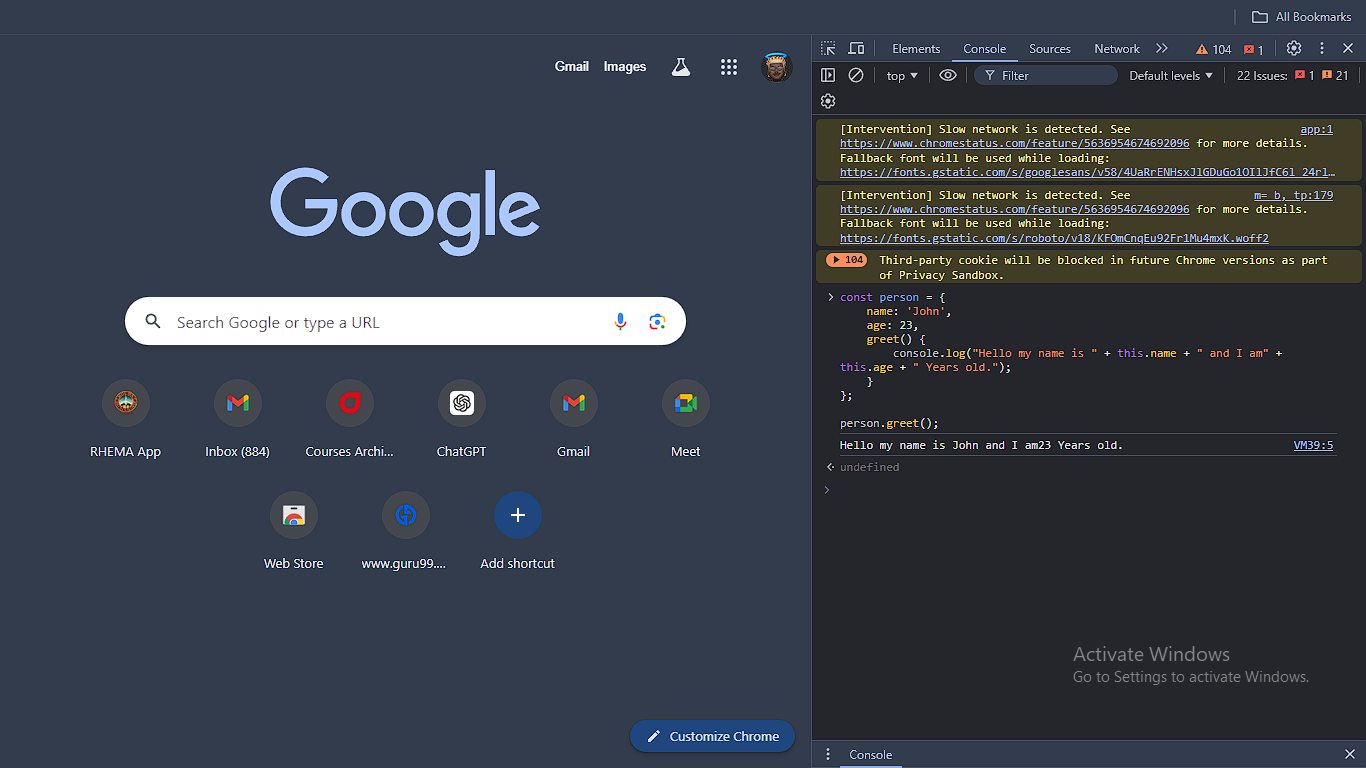 All Bookmarks
Gmail Images
Google
Search Google or type a URL
RHEMA App Inbox (884) Courses Archi... ChatGPT Gmail Meet
Web Store www.guru99.... Add shortcut
Customize Chrome
Elements Console Sources Network 104 1
top Filter Default levels 22 Issues: 1 21
[Intervention] Slow network is detected. See app:1
https://www.chromestatus.com/feature/5636954674692096 for more details.
Fallback font will be used while loading:
https://fonts.gstatic.com/s/googlesans/v58/4UaRrENHsxJlGDuGo1OIlJfC6l_24rl…
[Intervention] Slow network is detected. See m=_b,_tp:179
https://www.chromestatus.com/feature/5636954674692096 for more details.
Fallback font will be used while loading:
https://fonts.gstatic.com/s/roboto/v18/KFOmCnqEu92Fr1Mu4mxK.woff2
104 Third-party cookie will be blocked in future Chrome versions as part
of Privacy Sandbox.
const person = {
name: 'John',
age: 23,
greet() {
console.log("Hello my name is " + this.name + " and I am" +
this.age + " Years old.");
}
};
person.greet();
Hello my name is John and I am23 Years old. VM39:5
undefined
Activate Windows
Go to Settings to activate Windows.
Console